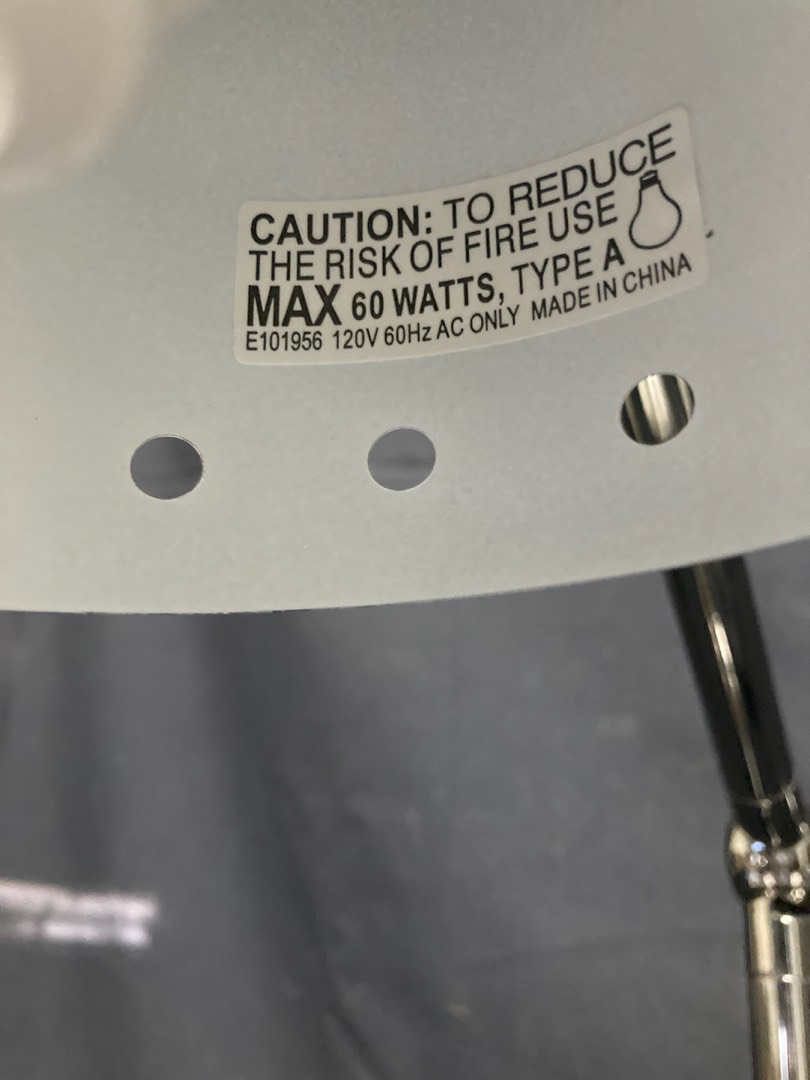 CAUTION: TO REDUCE
THE RISK OF FIRE USE
MAX 60 WATTS, TYPE A
E101956 120V 60Hz AC ONLY MADE IN CHINA